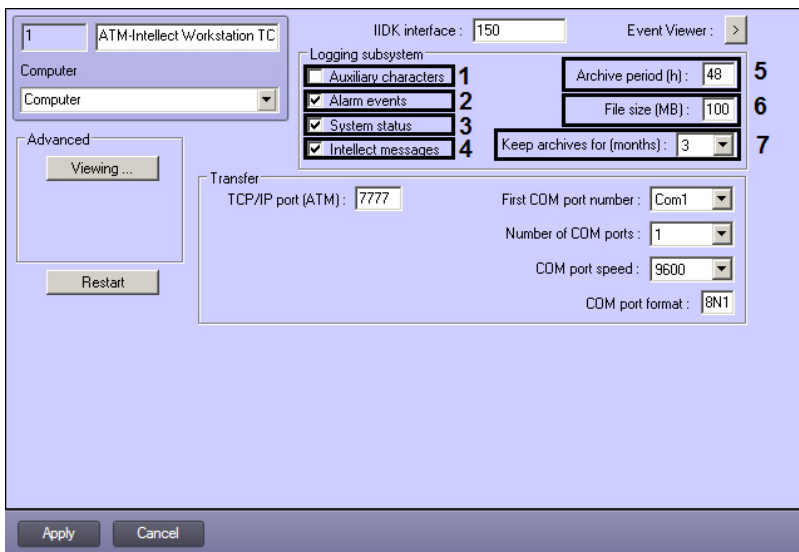 1 ATM-Intellect Workstation TC IIDK interface : 150 Event Viewer : >
Logging subsystem
Computer Auxiliary characters 1 Archive period (h) : 48 5
Computer Alarm events 2 File size (MB) : 100 6
System status 3
Advanced Intellect messages 4 Keep archives for (months) : 3 7
Viewing ...
Transfer
TCP/IP port (ATM) : 7777 First COM port number : Com1
Number of COM ports : 1
COM port speed : 9600
Restart
COM port format : 8N1
Apply Cancel